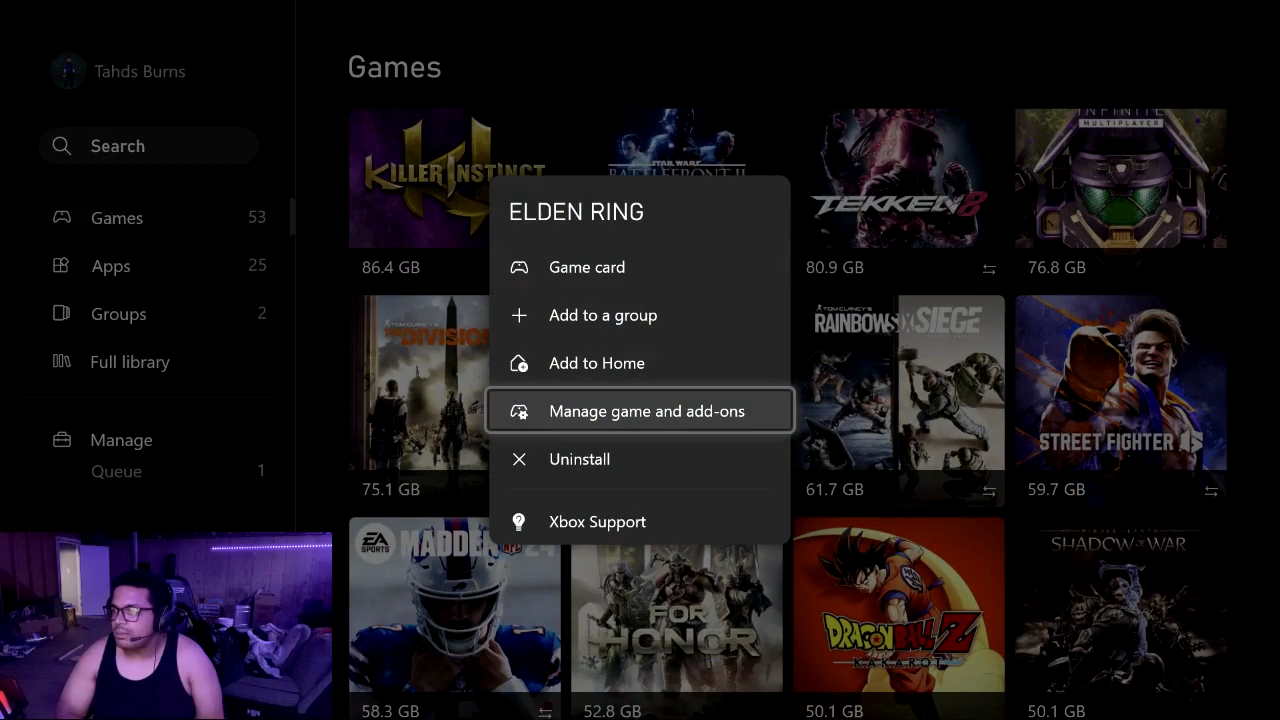 Tahds Burns
Search
Games 53
Apps 25
Groups 2
Full library
Manage
Queue 1
Games
KILLER INSTINCT
STAR WARS
BATTLEFRONT II
TEKKEN 8
INFINITE
MULTIPLAYER
86.4 GB
80.9 GB
76.8 GB
ELDEN RING
Game card
Add to a group
Add to Home
Manage game and add-ons
Uninstall
Xbox Support
TOM CLANCY'S
THE DIVISION
TOM CLANCY'S
RAINBOW SIX SIEGE
STREET FIGHTER 6
75.1 GB
61.7 GB
59.7 GB
EA
SPORTS
MADDEN NFL 24
FOR
HONOR
DRAGON BALL Z
KAKAROT
SHADOW OF WAR
58.3 GB
52.8 GB
50.1 GB
50.1 GB